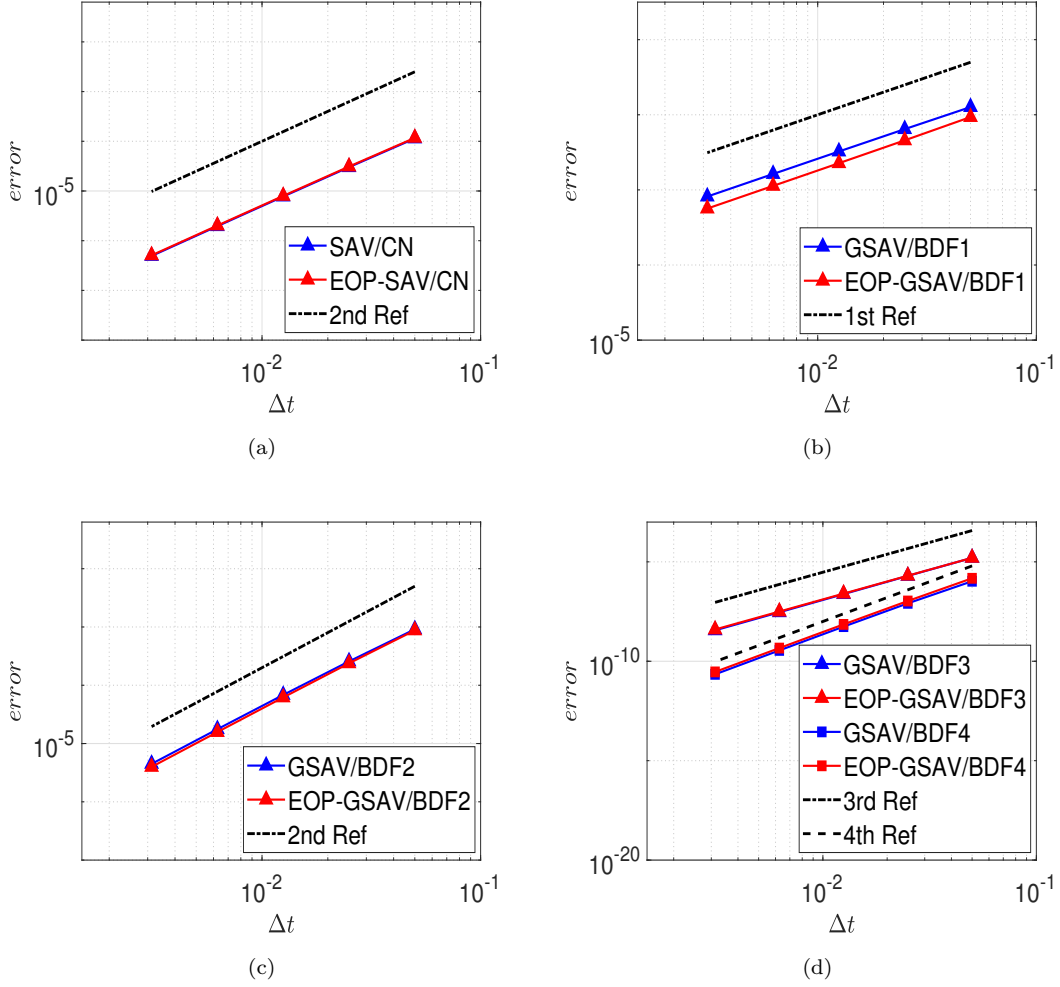 error
10^-5
SAV/CN
EOP-SAV/CN
2nd Ref
10^-2
10^-1
Δt
(a)
error
10^-5
GSAV/BDF1
EOP-GSAV/BDF1
1st Ref
10^-2
10^-1
Δt
(b)
error
10^-5
GSAV/BDF2
EOP-GSAV/BDF2
2nd Ref
10^-2
10^-1
Δt
(c)
error
10^-10
10^-15
10^-20
GSAV/BDF3
EOP-GSAV/BDF3
GSAV/BDF4
EOP-GSAV/BDF4
3rd Ref
4th Ref
10^-2
10^-1
Δt
(d)